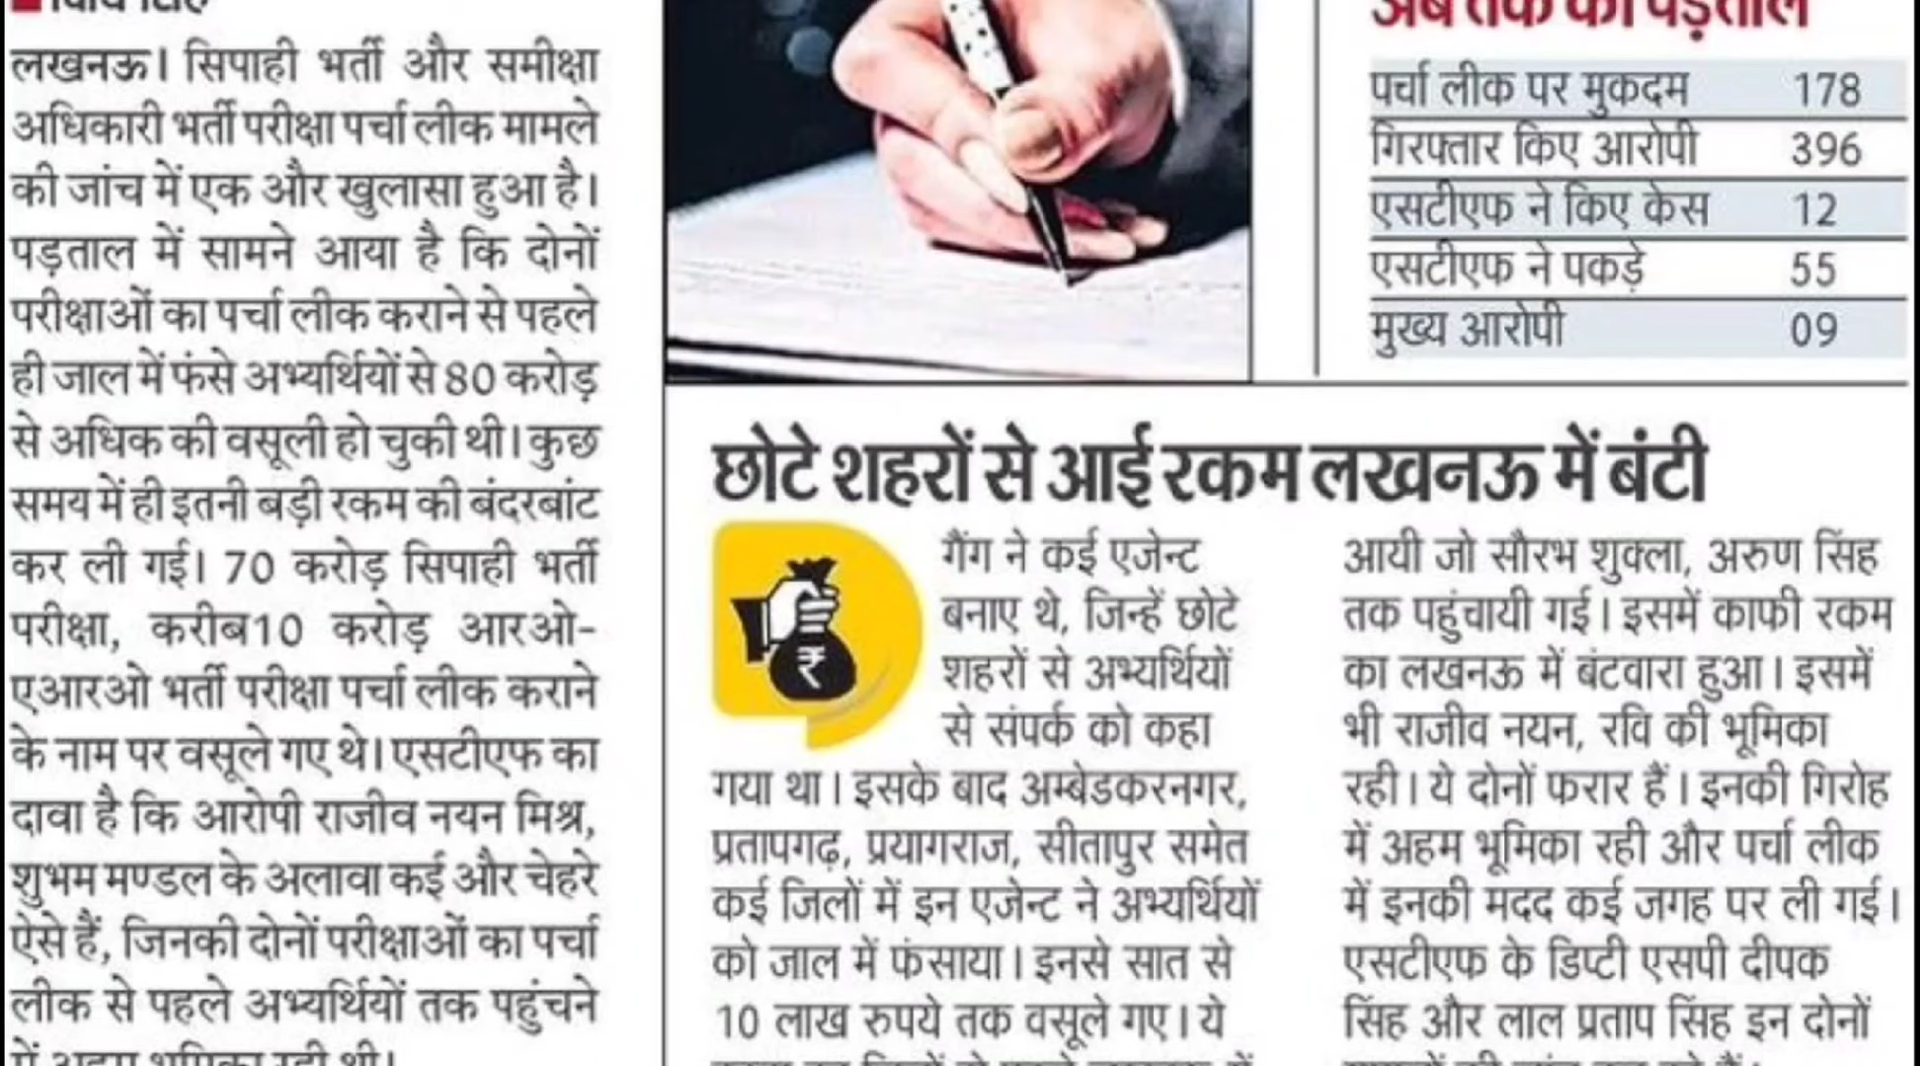 लखनऊ। सिपाही भर्ती और समीक्षा
अधिकारी भर्ती परीक्षा पर्चा लीक मामले
की जांच में एक और खुलासा हुआ है।
पड़ताल में सामने आया है कि दोनों
परीक्षाओं का पर्चा लीक कराने से पहले
ही जाल में फंसे अभ्यर्थियों से 80 करोड़
से अधिक की वसूली हो चुकी थी। कुछ
समय में ही इतनी बड़ी रकम की बंदरबांट
कर ली गई। 70 करोड़ सिपाही भर्ती
परीक्षा, करीब10 करोड़ आरओ-
एआरओ भर्ती परीक्षा पर्चा लीक कराने
के नाम पर वसूले गए थे। एसटीएफ का
दावा है कि आरोपी राजीव नयन मिश्र,
शुभम मण्डल के अलावा कई और चेहरे
ऐसे हैं, जिनकी दोनों परीक्षाओं का पर्चा
लीक से पहले अभ्यर्थियों तक पहुंचने
में अहम भूमिका रही थी।
अब तक की पड़ताल
पर्चा लीक पर मुकदम 178
गिरफ्तार किए आरोपी 396
एसटीएफ ने किए केस 12
एसटीएफ ने पकड़े 55
मुख्य आरोपी 09
छोटे शहरों से आई रकम लखनऊ में बंटी
गैंग ने कई एजेन्ट
बनाए थे, जिन्हें छोटे
शहरों से अभ्यर्थियों
से संपर्क को कहा
गया था। इसके बाद अम्बेडकरनगर,
प्रतापगढ़, प्रयागराज, सीतापुर समेत
कई जिलों में इन एजेन्ट ने अभ्यर्थियों
को जाल में फंसाया। इनसे सात से
10 लाख रुपये तक वसूले गए। ये
आयी जो सौरभ शुक्ला, अरुण सिंह
तक पहुंचायी गई। इसमें काफी रकम
का लखनऊ में बंटवारा हुआ। इसमें
भी राजीव नयन, रवि की भूमिका
रही। ये दोनों फरार हैं। इनकी गिरोह
में अहम भूमिका रही और पर्चा लीक
में इनकी मदद कई जगह पर ली गई।
एसटीएफ के डिप्टी एसपी दीपक
सिंह और लाल प्रताप सिंह इन दोनों